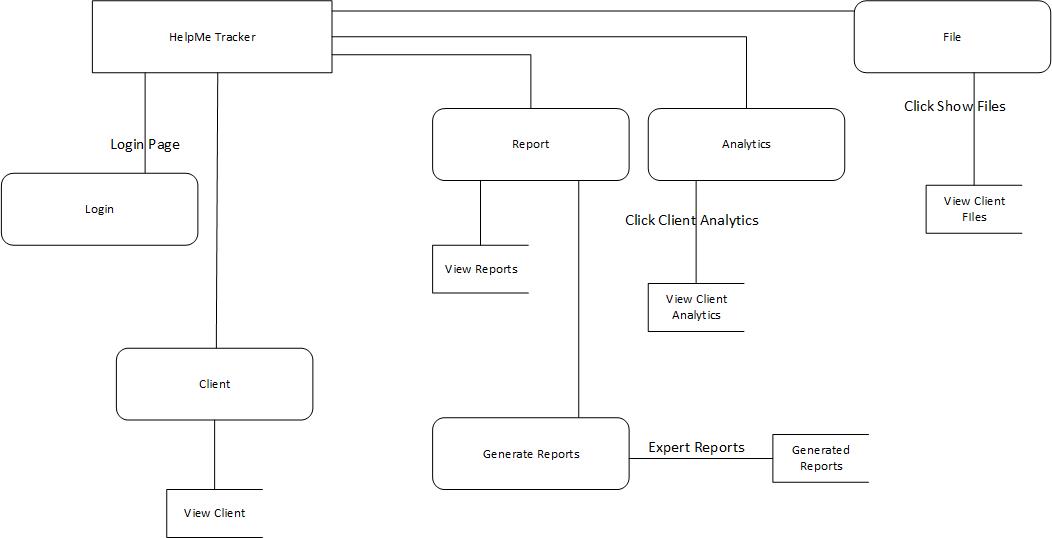 HelpMe Tracker
File
Click Show Files
Report
Analytics
Login Page
Login
View Client
FIles
Click Client Analytics
View Reports
View Client
Analytics
Client
Generate Reports
Expert Reports
Generated
Reports
View Client